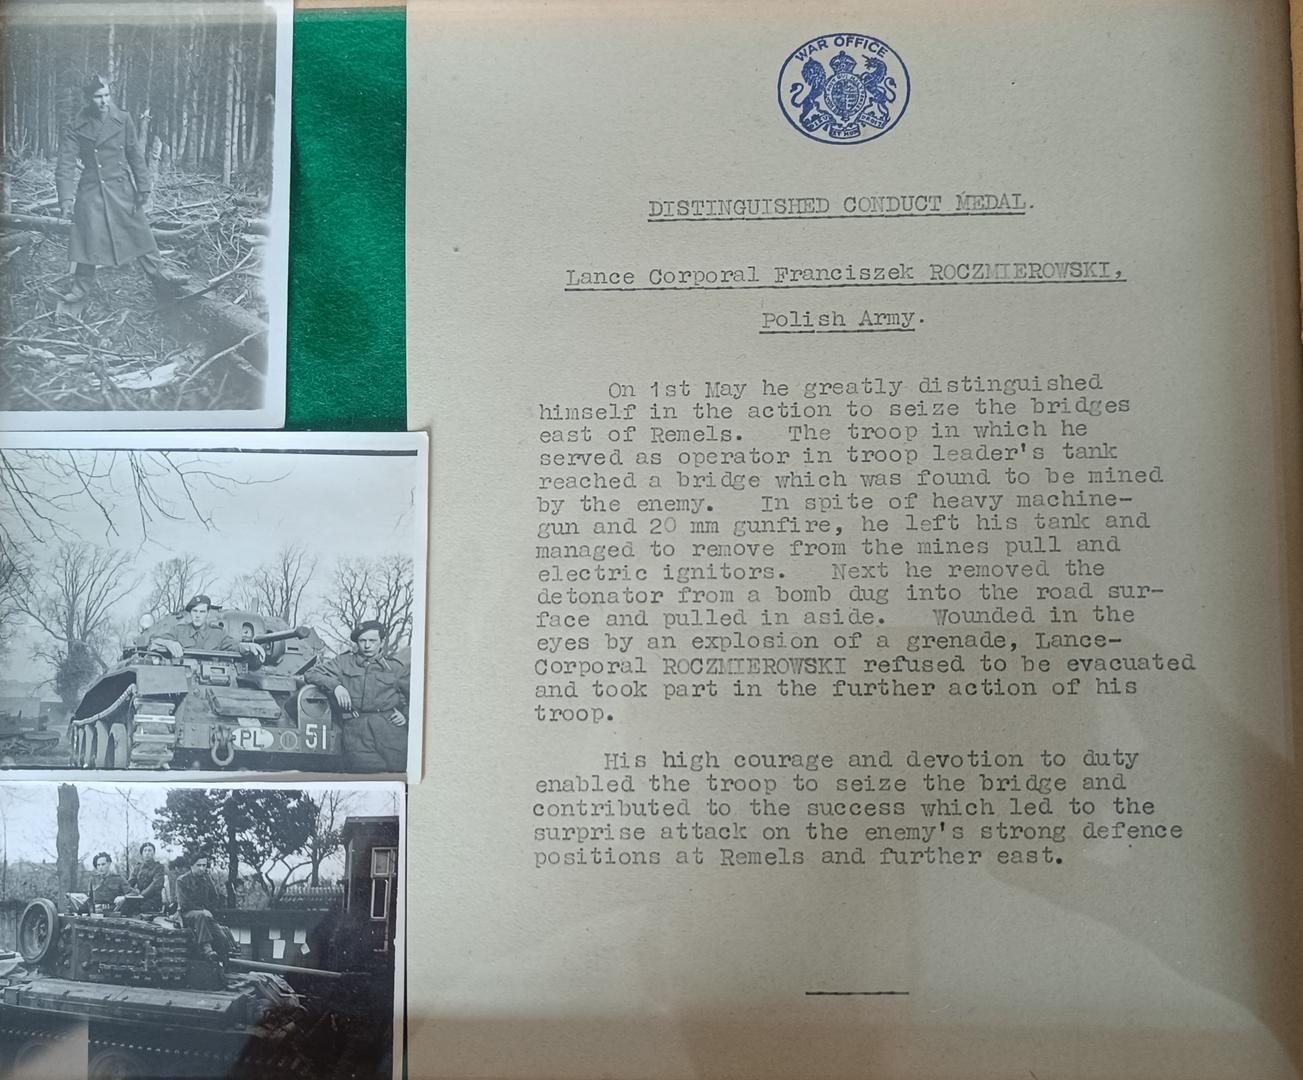 WAR OFFICE
DIEU ET MON DROIT
DISTINGUISHED CONDUCT MEDAL.
Lance Corporal Franciszek ROCZMIEROWSKI,
Polish Army.
On 1st May he greatly distinguished
himself in the action to seize the bridges
east of Remels. The troop in which he
served as operator in troop leader's tank
reached a bridge which was found to be mined
by the enemy. In spite of heavy machine-
gun and 20 mm gunfire, he left his tank and
managed to remove from the mines pull and
electric ignitors. Next he removed the
detonator from a bomb dug into the road sur-
face and pulled in aside. Wounded in the
eyes by an explosion of a grenade, Lance-
Corporal ROCZMIEROWSKI refused to be evacuated
and took part in the further action of his
troop.
His high courage and devotion to duty
enabled the troop to seize the bridge and
contributed to the success which led to the
surprise attack on the enemy's strong defence
positions at Remels and further east.
PL 51